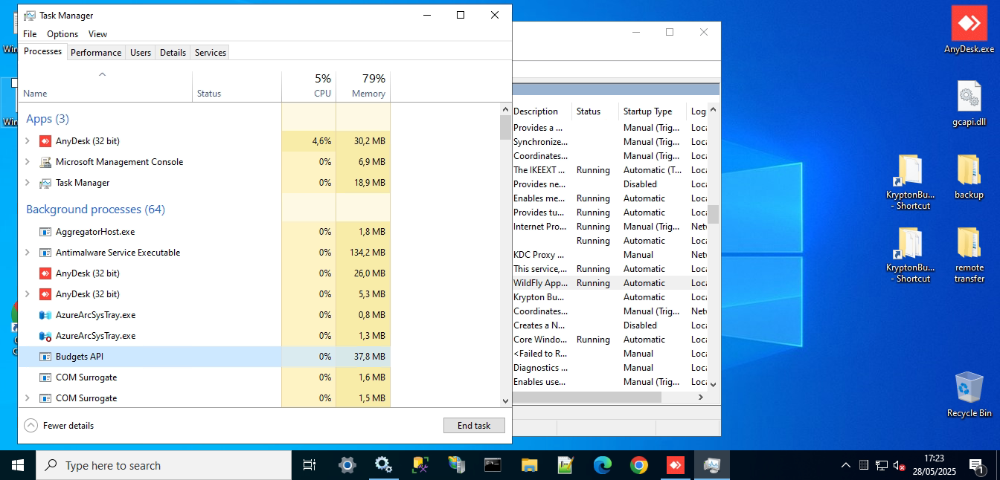 Task Manager
File Options View
Processes Performance Users Details Services
5% 79%
Name Status CPU Memory
Apps (3)
AnyDesk (32 bit) 4,6% 30,2 MB
Microsoft Management Console 0% 6,9 MB
Task Manager 0% 18,9 MB
Background processes (64)
AggregatorHost.exe 0% 1,8 MB
Antimalware Service Executable 0% 134,2 MB
AnyDesk (32 bit) 0% 26,0 MB
AnyDesk (32 bit) 0% 5,3 MB
AzureArcSysTray.exe 0% 0,8 MB
AzureArcSysTray.exe 0% 1,3 MB
Budgets API 0% 37,8 MB
COM Surrogate 0% 1,6 MB
COM Surrogate 0% 1,5 MB
Fewer details End task
Description Status Startup Type Log
Provides a ... Manual (Trig... Loca
Synchronize... Manual (Trig... Loca
Coordinates... Manual (Trig... Loca
The IKEEXT ... Running Automatic (T... Loca
Provides ne... Disabled Loca
Enables me... Running Automatic Loca
Provides tu... Running Automatic Loca
Internet Pro... Running Manual (Trig... Net
Running Automatic Loca
KDC Proxy ... Manual Net
This service,... Running Automatic Loca
WildFly App... Running Automatic Loca
Krypton Bu... Automatic Loca
Coordinates... Manual (Trig... Net
Creates a N... Disabled Loca
Core Windo... Running Automatic Loca
<Failed to R... Manual Loca
Diagnostics ... Manual Loca
Enables use... Manual (Trig... Loca
AnyDesk.exe
gcapi.dll
KryptonBu...
- Shortcut
backup
KryptonBu...
- Shortcut
remote
transfer
Recycle Bin
Win
Win
Type here to search
17:23
28/05/2025
1